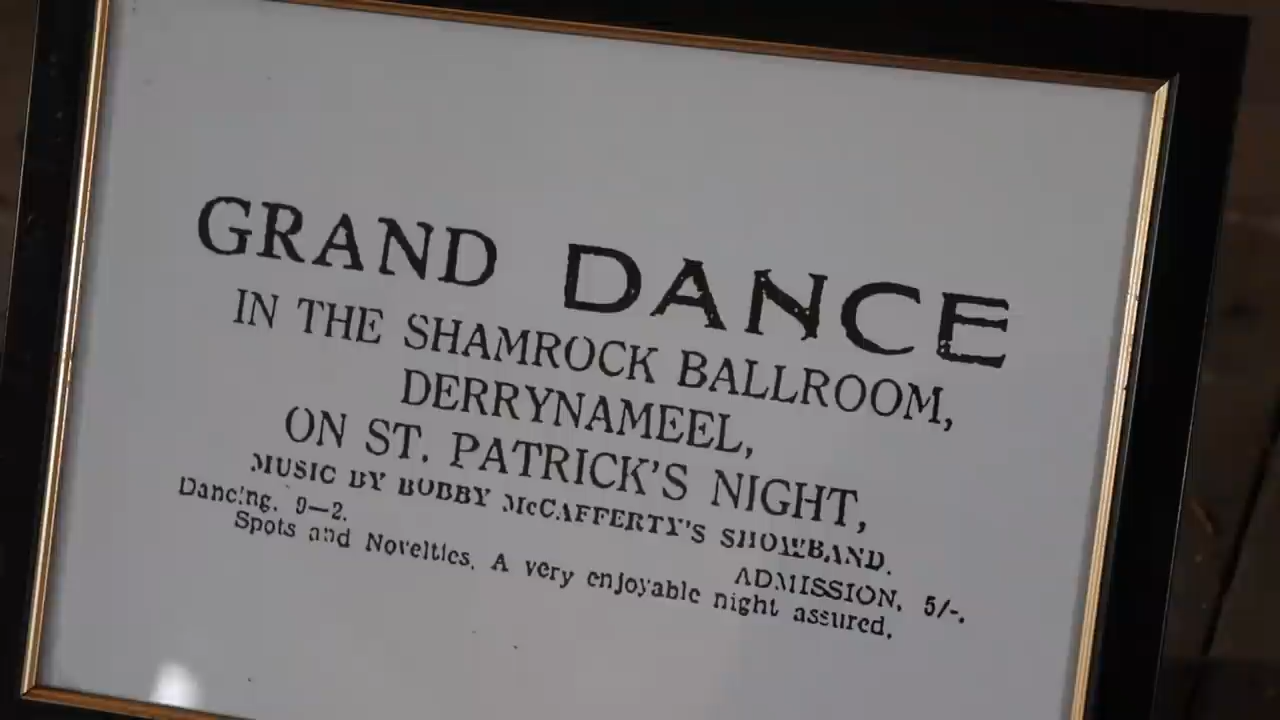 GRAND DANCE
IN THE SHAMROCK BALLROOM,
DERRYNAMEEL,
ON ST. PATRICK'S NIGHT,
MUSIC BY BOBBY McCAFFERTY'S SHOWBAND.
Dancing, 9—2. ADMISSION, 5/-.
Spots and Novelties. A very enjoyable night assured.